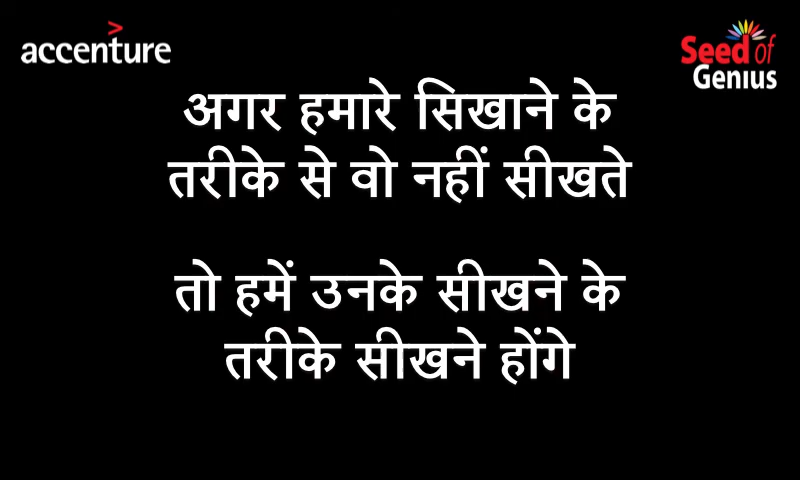 accenture
Seed of
Genius
अगर हमारे सिखाने के
तरीके से वो नहीं सीखते
तो हमें उनके सीखने के
तरीके सीखने होंगे